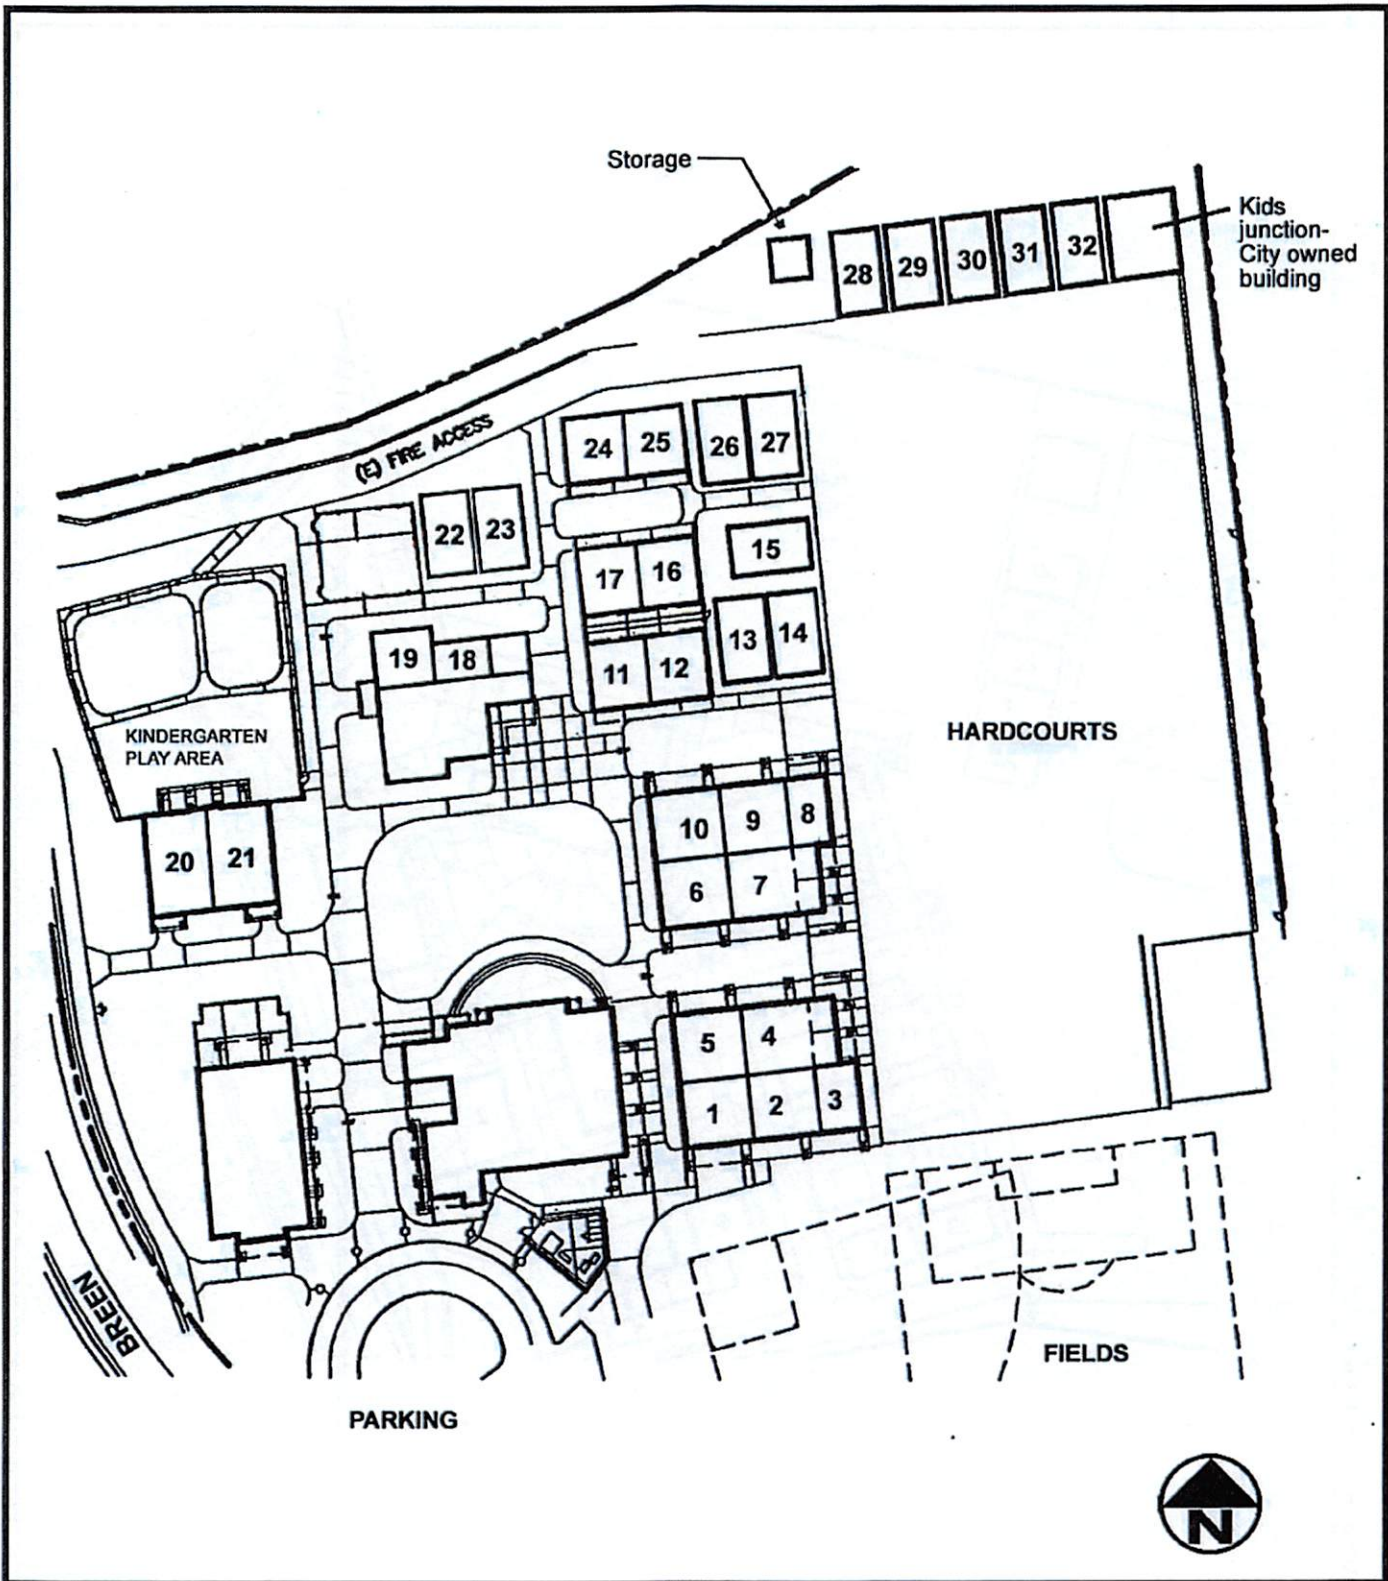 Storage
Kids
junction-
City owned
building
28 29 30 31 32
(E) FIRE ACCESS
24 25 26 27
22 23
15
17 16
13 14
19 18
11 12
KINDERGARTEN
PLAY AREA
HARDCOURTS
10 9 8
20 21
6 7
5 4
1 2 3
BREEN
FIELDS
PARKING
N